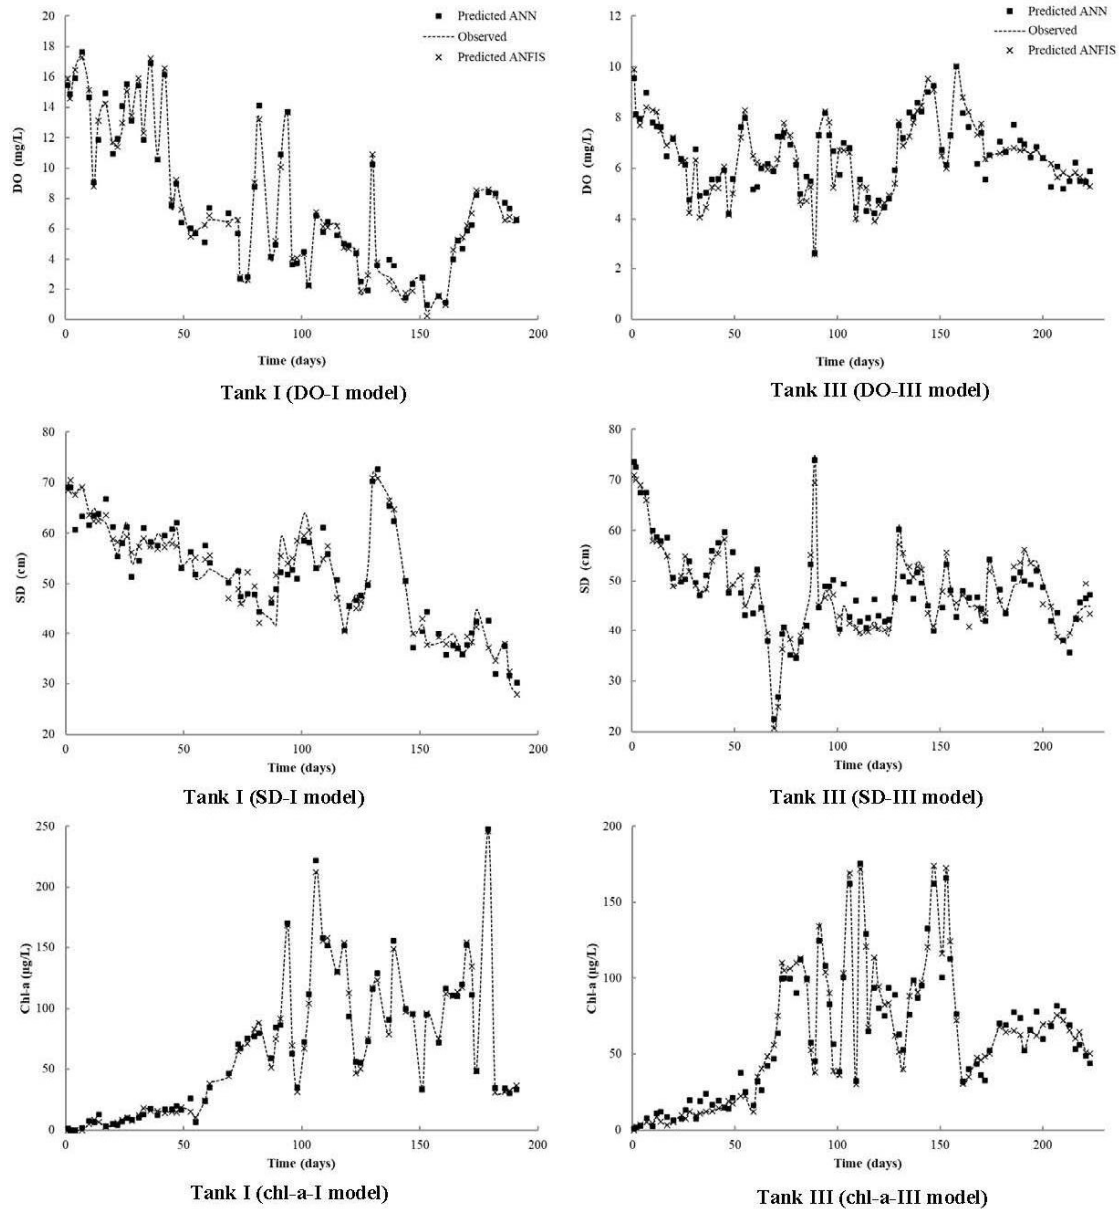 20
18
16
14
12
10
8
6
4
2
0
DO (mg/L)
Predicted ANN
Observed
Predicted ANFIS
0 50 100 150 200
Time (days)
Tank I (DO-I model)
12
10
8
6
4
2
0
DO (mg/L)
Predicted ANN
Observed
Predicted ANFIS
0 50 100 150 200
Time (days)
Tank III (DO-III model)
80
70
60
50
40
30
20
SD (cm)
0 50 100 150 200
Time (days)
Tank I (SD-I model)
80
70
60
50
40
30
20
SD (cm)
0 50 100 150 200
Time (days)
Tank III (SD-III model)
250
200
150
100
50
0
Chl-a (µg/L)
0 50 100 150 200
Time (days)
Tank I (chl-a-I model)
200
150
100
50
0
Chl-a (µg/L)
0 50 100 150 200
Time (days)
Tank III (chl-a-III model)